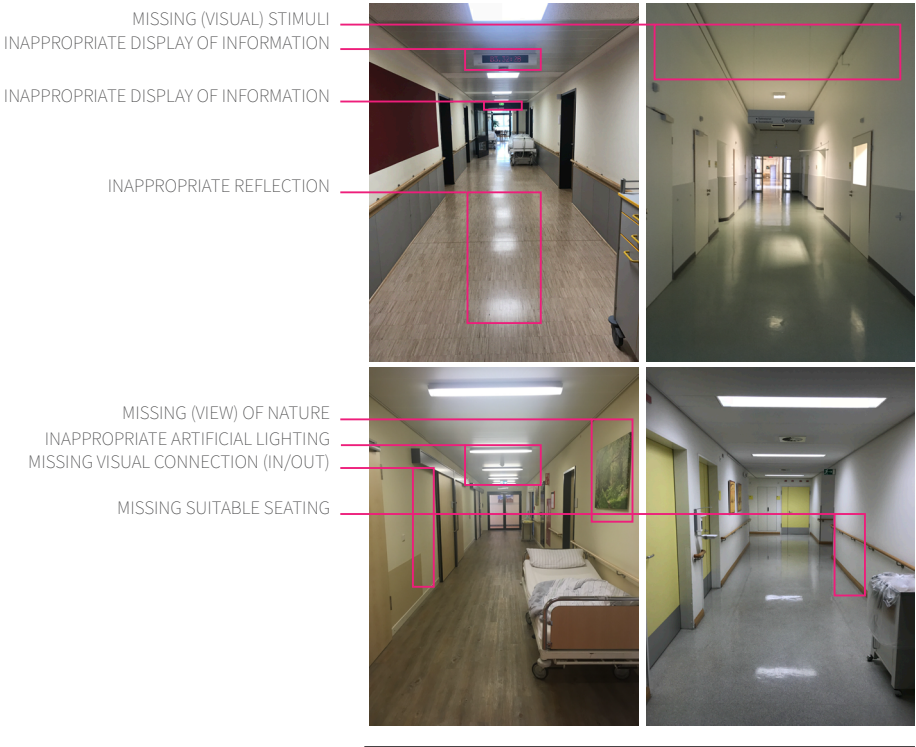 MISSING (VISUAL) STIMULI
INAPPROPRIATE DISPLAY OF INFORMATION
INAPPROPRIATE DISPLAY OF INFORMATION
INAPPROPRIATE REFLECTION
MISSING (VIEW) OF NATURE
INAPPROPRIATE ARTIFICIAL LIGHTING
MISSING VISUAL CONNECTION (IN/OUT)
MISSING SUITABLE SEATING